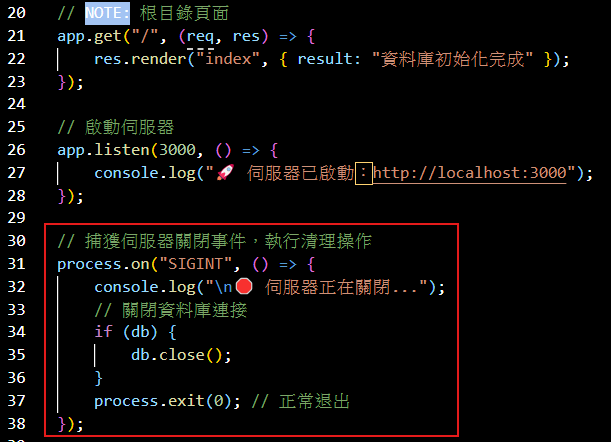 20 // NOTE: 根目錄頁面
21 app.get("/", (req, res) => {
22 res.render("index", { result: "資料庫初始化完成" });
23 });
24
25 // 啟動伺服器
26 app.listen(3000, () => {
27 console.log("🚀 伺服器已啟動：http://localhost:3000");
28 });
29
30 // 捕獲伺服器關閉事件，執行清理操作
31 process.on("SIGINT", () => {
32 console.log("\n🛑 伺服器正在關閉...");
33 // 關閉資料庫連接
34 if (db) {
35 db.close();
36 }
37 process.exit(0); // 正常退出
38 });